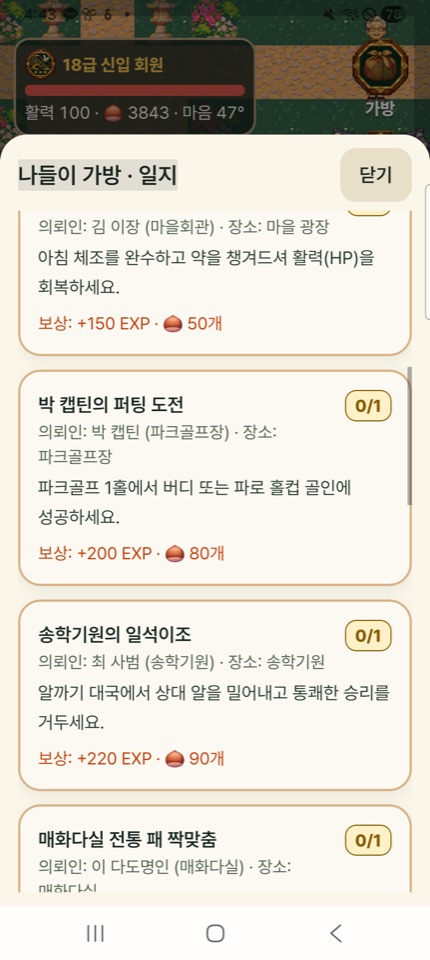 4:43
78
18급 신입 회원
활력 100 · 3843 · 마음 47°
가방
나들이 가방 · 일지
닫기
의뢰인: 김 이장 (마을회관) · 장소: 마을 광장
아침 체조를 완수하고 약을 챙겨드셔 활력(HP)을
회복하세요.
보상: +150 EXP · 50개
박 캡틴의 퍼팅 도전
0/1
의뢰인: 박 캡틴 (파크골프장) · 장소:
파크골프장
파크골프 1홀에서 버디 또는 파로 홀컵 골인에
성공하세요.
보상: +200 EXP · 80개
송학기원의 일석이조
0/1
의뢰인: 최 사범 (송학기원) · 장소: 송학기원
알까기 대국에서 상대 알을 밀어내고 통쾌한 승리를
거두세요.
보상: +220 EXP · 90개
매화다실 전통 패 짝맞춤
0/1
의뢰인: 이 다도명인 (매화다실) · 장소:
매화다실